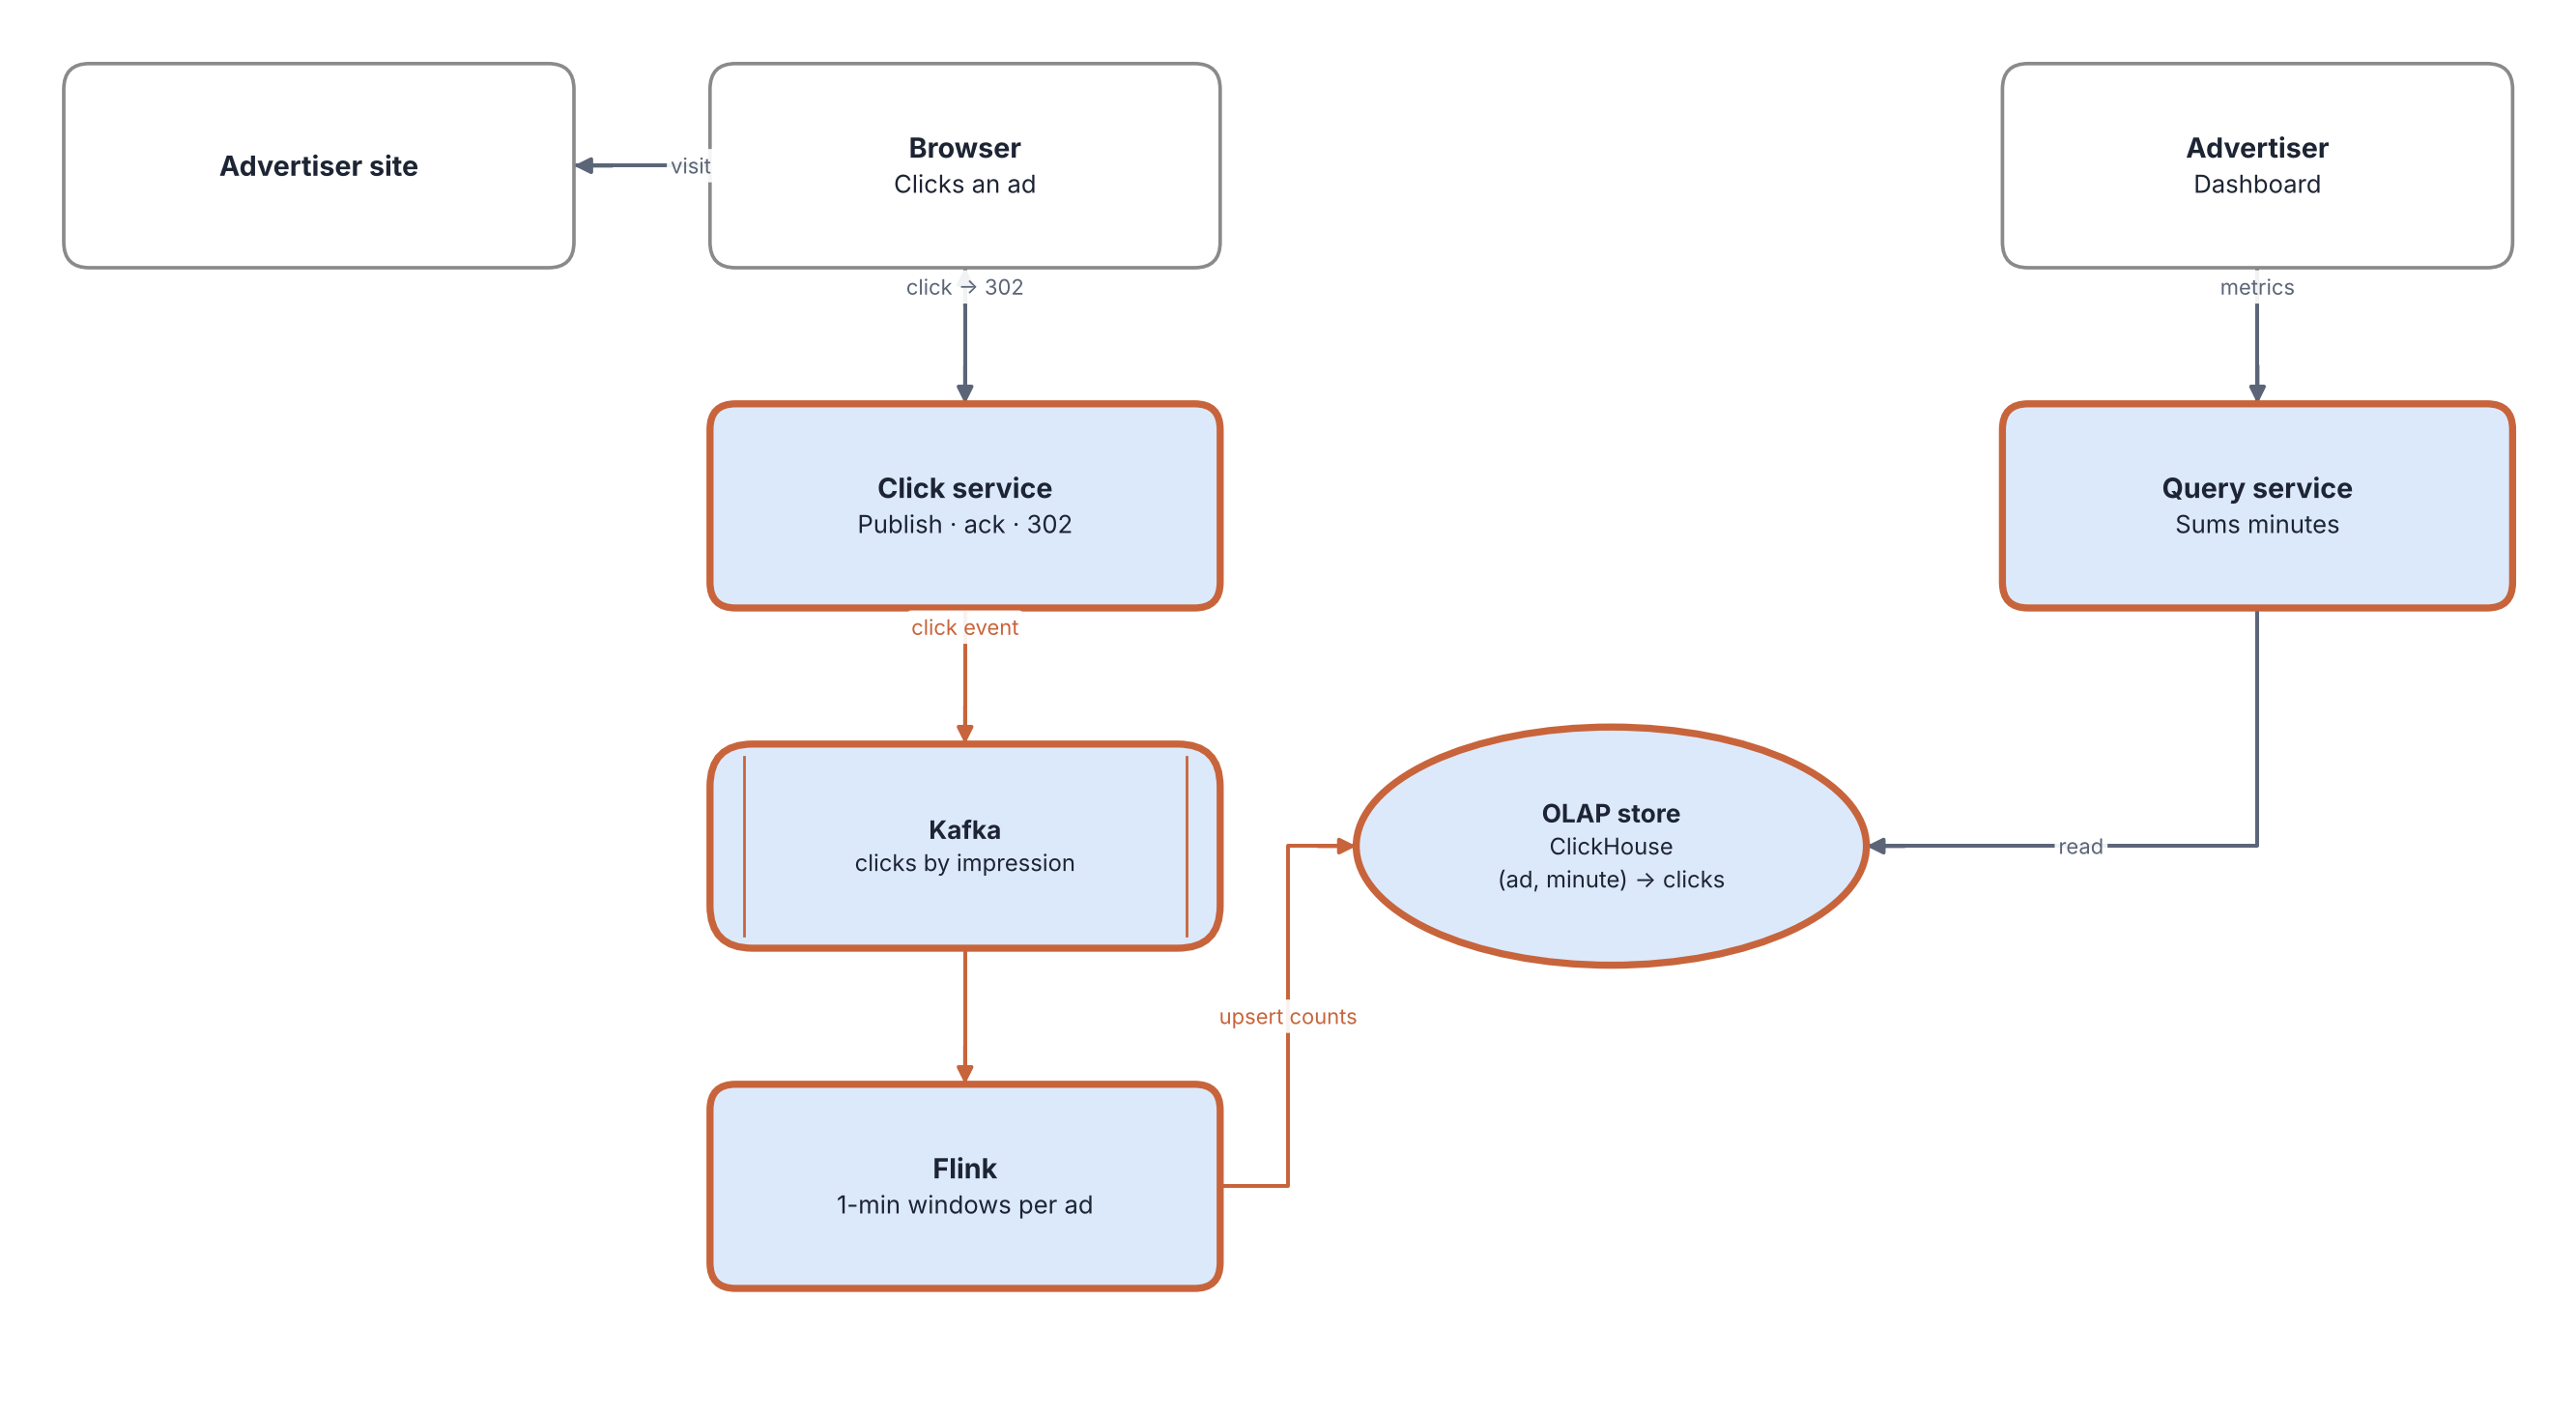 Advertiser site
visit
Browser
Clicks an ad
Advertiser
Dashboard
click → 302
metrics
Click service
Publish · ack · 302
Query service
Sums minutes
click event
Kafka
clicks by impression
OLAP store
ClickHouse
(ad, minute) → clicks
read
upsert counts
Flink
1-min windows per ad